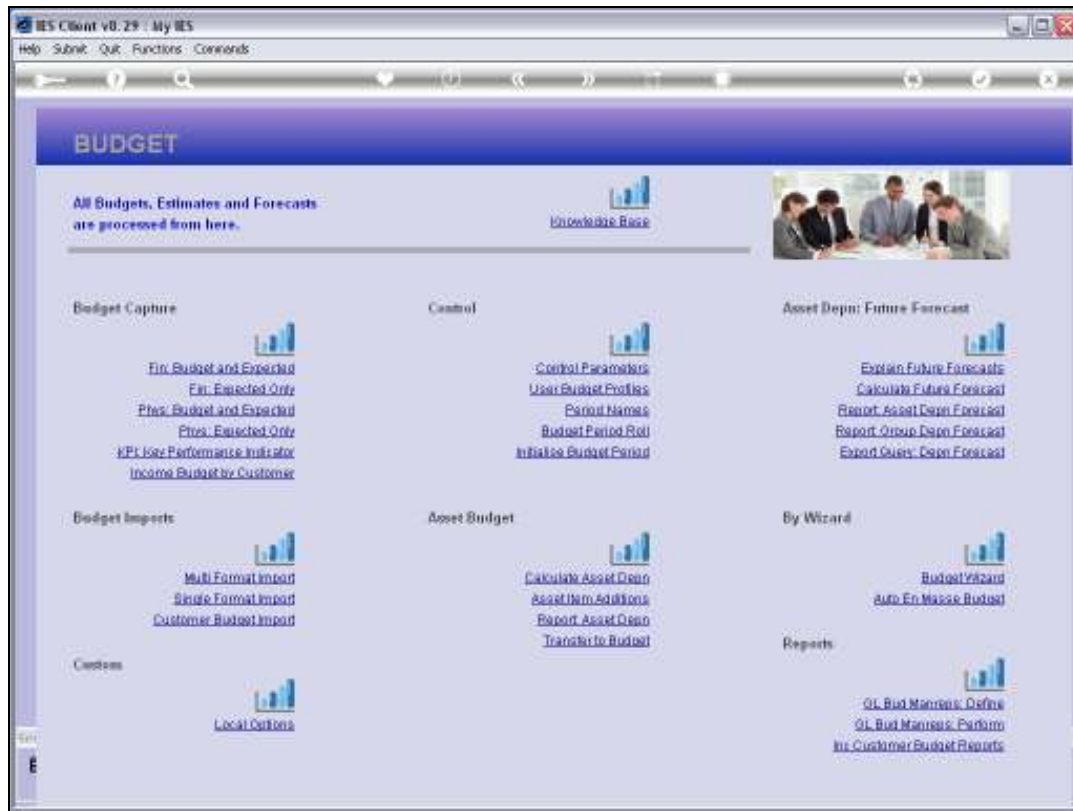 IES Client v0.29 : My IES
Help Submit Quit Functions Commands
BUDGET
All Budgets, Estimates and Forecasts
are processed from here.
Knowledge Base
Budget Capture
Fin: Budget and Expected
Fin: Expected Only
Phys: Budget and Expected
Phys: Expected Only
KPI: Key Performance Indicator
Income Budget by Customer
Control
Control Parameters
User Budget Profiles
Period Names
Budget Period Roll
Initialise Budget Period
Asset Depn: Future Forecast
Explain Future Forecasts
Calculate Future Forecast
Report: Asset Depn Forecast
Report: Group Depn Forecast
Export Query: Depn Forecast
Budget Imports
Multi Format Import
Single Format Import
Customer Budget Import
Asset Budget
Calculate Asset Depn
Asset Item Additions
Report Asset Depn
Transfer to Budget
By Wizard
Budget Wizard
Auto En Masse Budget
Custom
Local Options
Reports
GL Bud Manreps: Define
GL Bud Manreps: Perform
Inc Customer Budget Reports